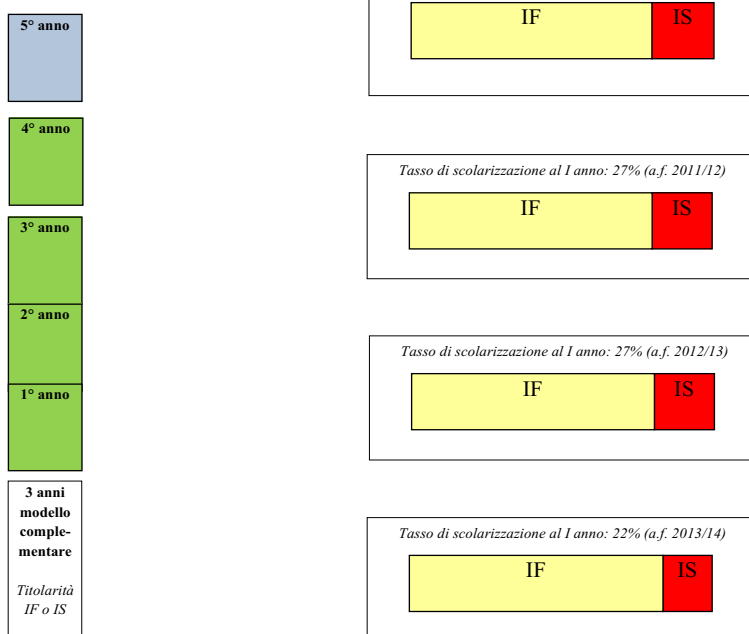 5° anno
4° anno
3° anno
2° anno
1° anno
3 anni
modello
comple-
mentare
Titolarità
IF o IS
IF IS
Tasso di scolarizzazione al I anno: 27% (a.f. 2011/12)
IF IS
Tasso di scolarizzazione al I anno: 27% (a.f. 2012/13)
IF IS
Tasso di scolarizzazione al I anno: 22% (a.f. 2013/14)
IF IS